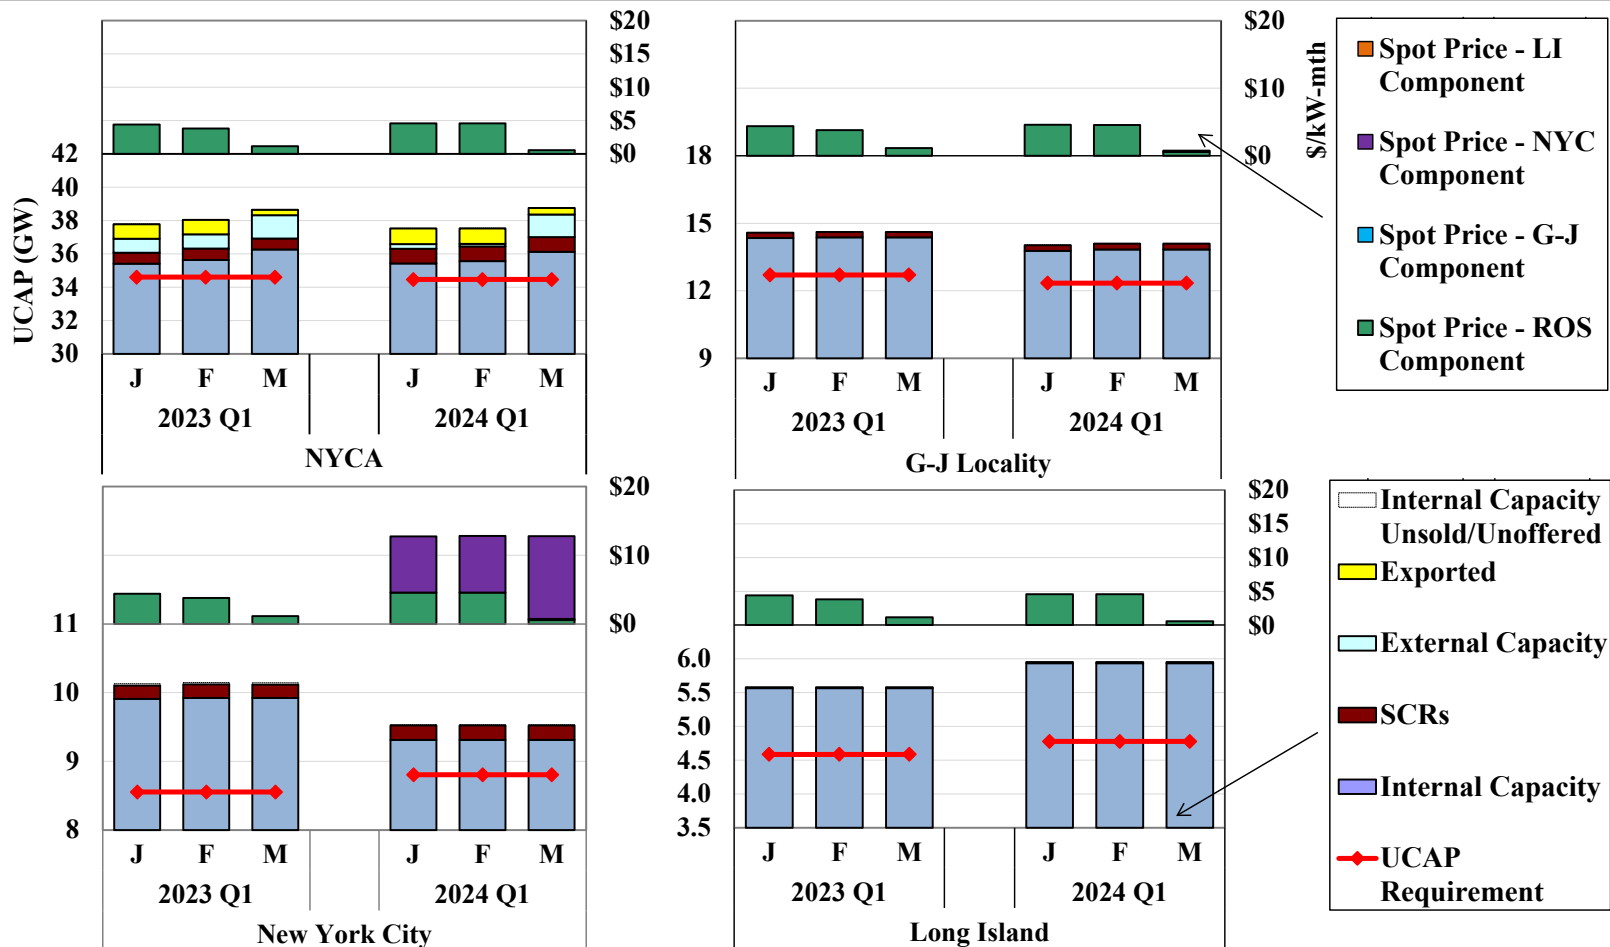 $20
$15
$10
$5
$0
42
40
38
36
34
32
30
UCAP (GW)
J F M J F M
2023 Q1 2024 Q1
NYCA
$20
$10
$0
$/kW-mth
18
15
12
9
J F M J F M
2023 Q1 2024 Q1
G-J Locality
Spot Price - LI
Component
Spot Price - NYC
Component
Spot Price - G-J
Component
Spot Price - ROS
Component
$20
$10
$0
11
10
9
8
J F M J F M
2023 Q1 2024 Q1
New York City
$20
$15
$10
$5
$0
6.0
5.5
5.0
4.5
4.0
3.5
J F M J F M
2023 Q1 2024 Q1
Long Island
Internal Capacity
Unsold/Unoffered
Exported
External Capacity
SCRs
Internal Capacity
UCAP
Requirement